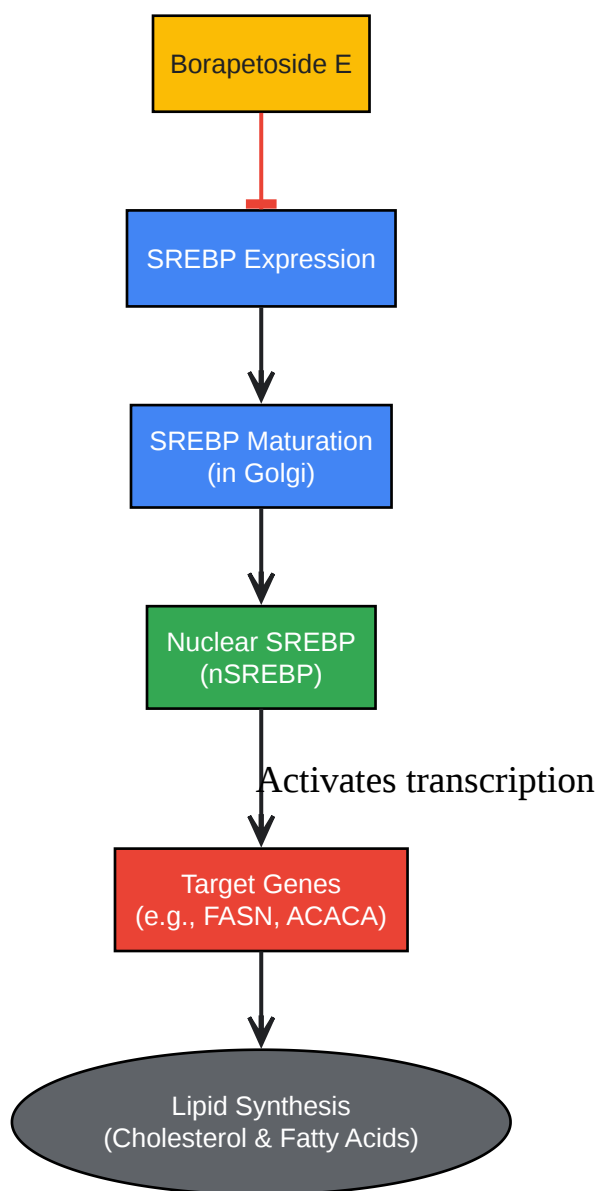 Borapetoside E
SREBP Expression
SREBP Maturation
(in Golgi)
Nuclear SREBP
(nSREBP)
Activates transcription
Target Genes
(e.g., FASN, ACACA)
Lipid Synthesis
(Cholesterol & Fatty Acids)